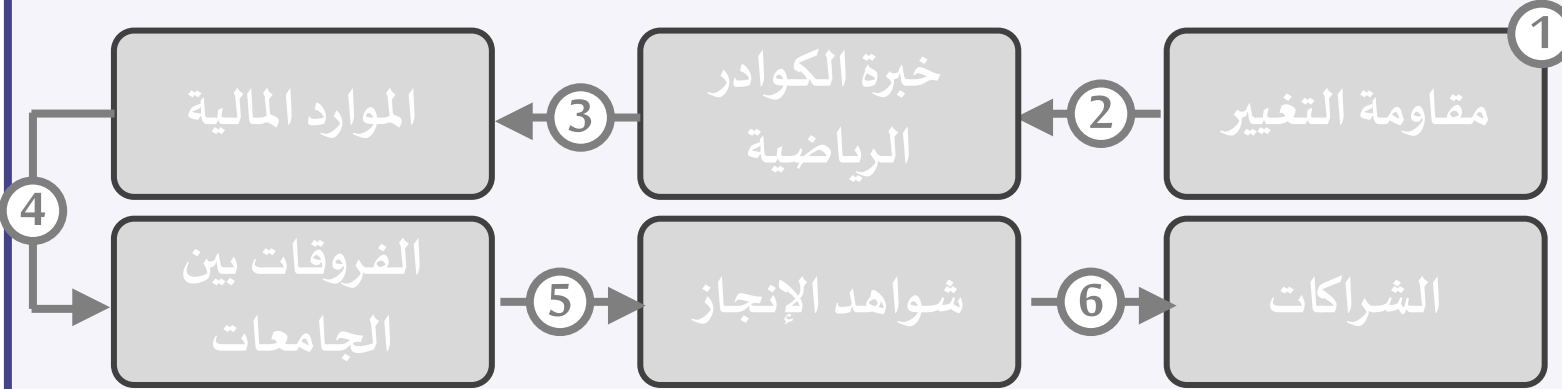 1
مقاومة التغيير
2
خبرة الكوادر
الرياضية
3
الموارد المالية
4
الفروقات بين
الجامعات
5
شواهد الإنجاز
6
الشراكات